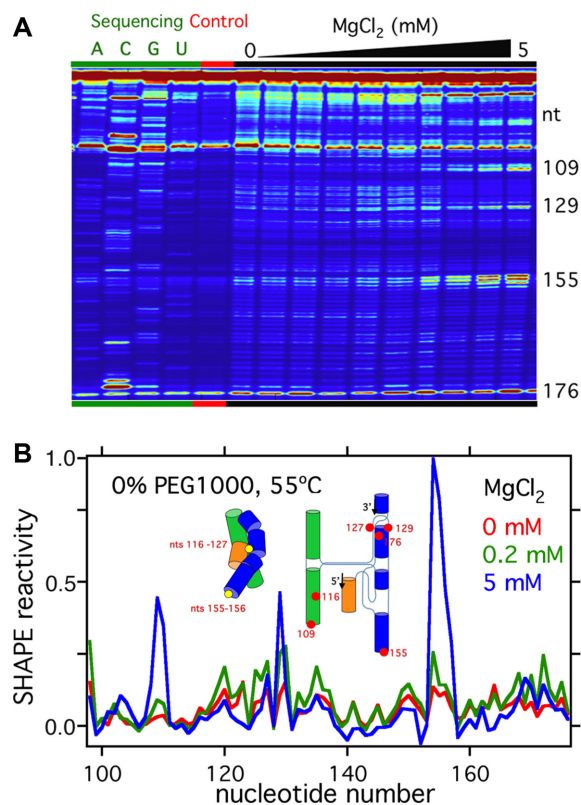 A
Sequencing Control
A C G U
MgCl2 (mM)
0
5
nt
109
129
155
176
B
1.0
0.5
0.0
SHAPE reactivity
0% PEG1000, 55ºC
nts 116 -127
nts 155-156
3'
127
129
76
5'
116
109
155
MgCl2
0 mM
0.2 mM
5 mM
100 120 140 160
nucleotide number